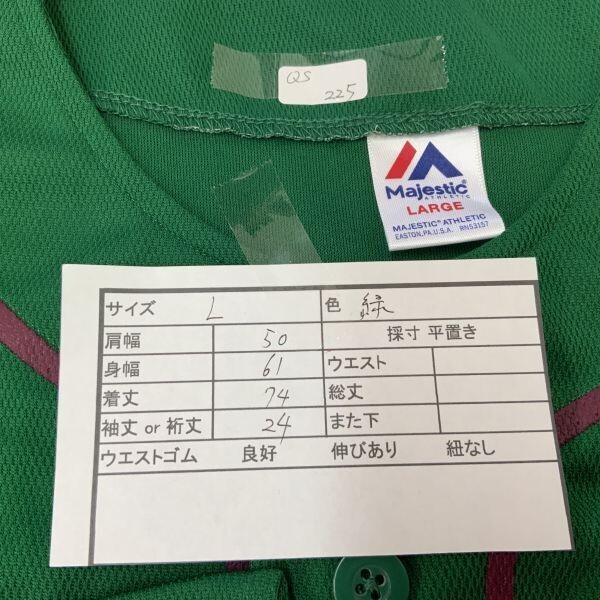 QS
225
Majestic®
ATHLETIC
LARGE
MAJESTIC® ATHLETIC
EASTON, PA. U.S.A. RN53157
サイズ L 色 緑
肩幅 50 採寸 平置き
身幅 61 ウエスト
着丈 74 総丈
袖丈 or 裄丈 24 また下
ウエストゴム 良好 伸びあり 紐なし